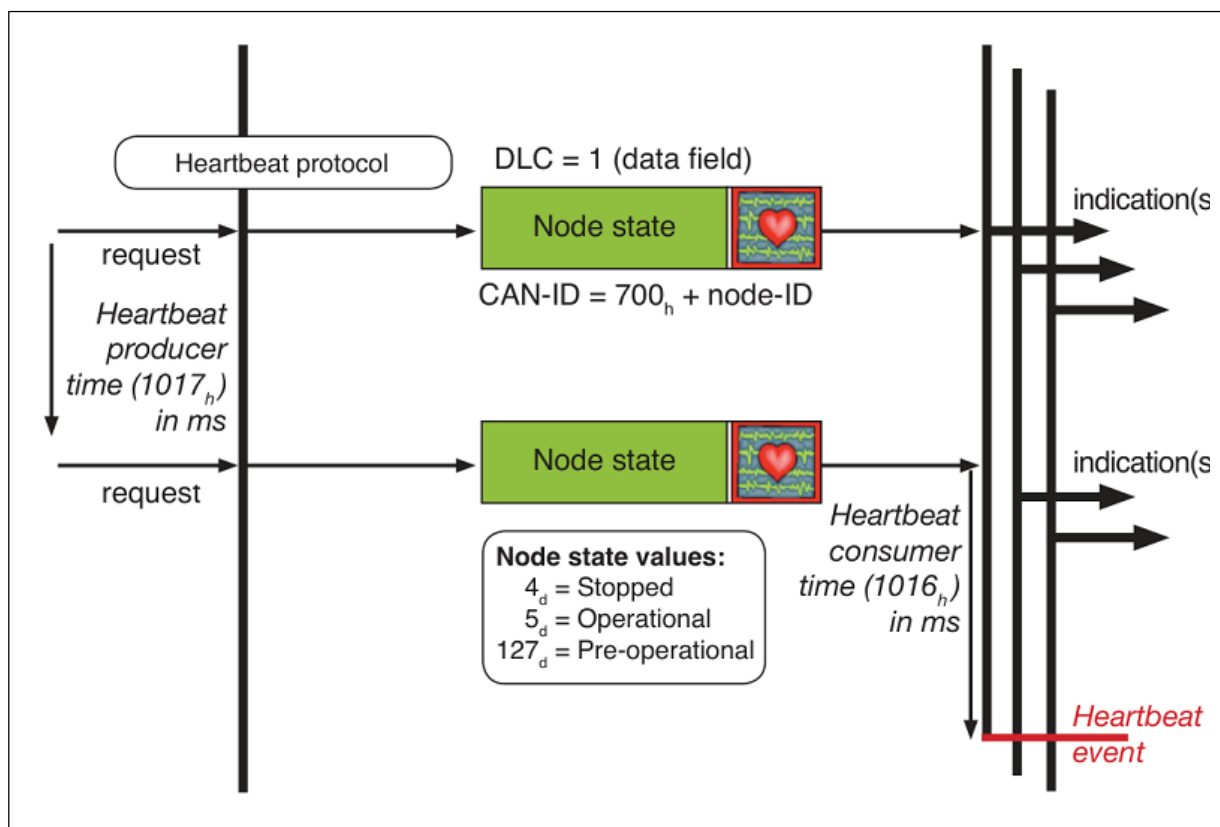 Heartbeat protocol
DLC = 1 (data field)
Node state
CAN-ID = 700h + node-ID
request
indication(s
Heartbeat
producer
time (1017h)
in ms
request
Node state
indication(s
Node state values:
4d = Stopped
5d = Operational
127d = Pre-operational
Heartbeat
consumer
time (1016h)
in ms
Heartbeat
event